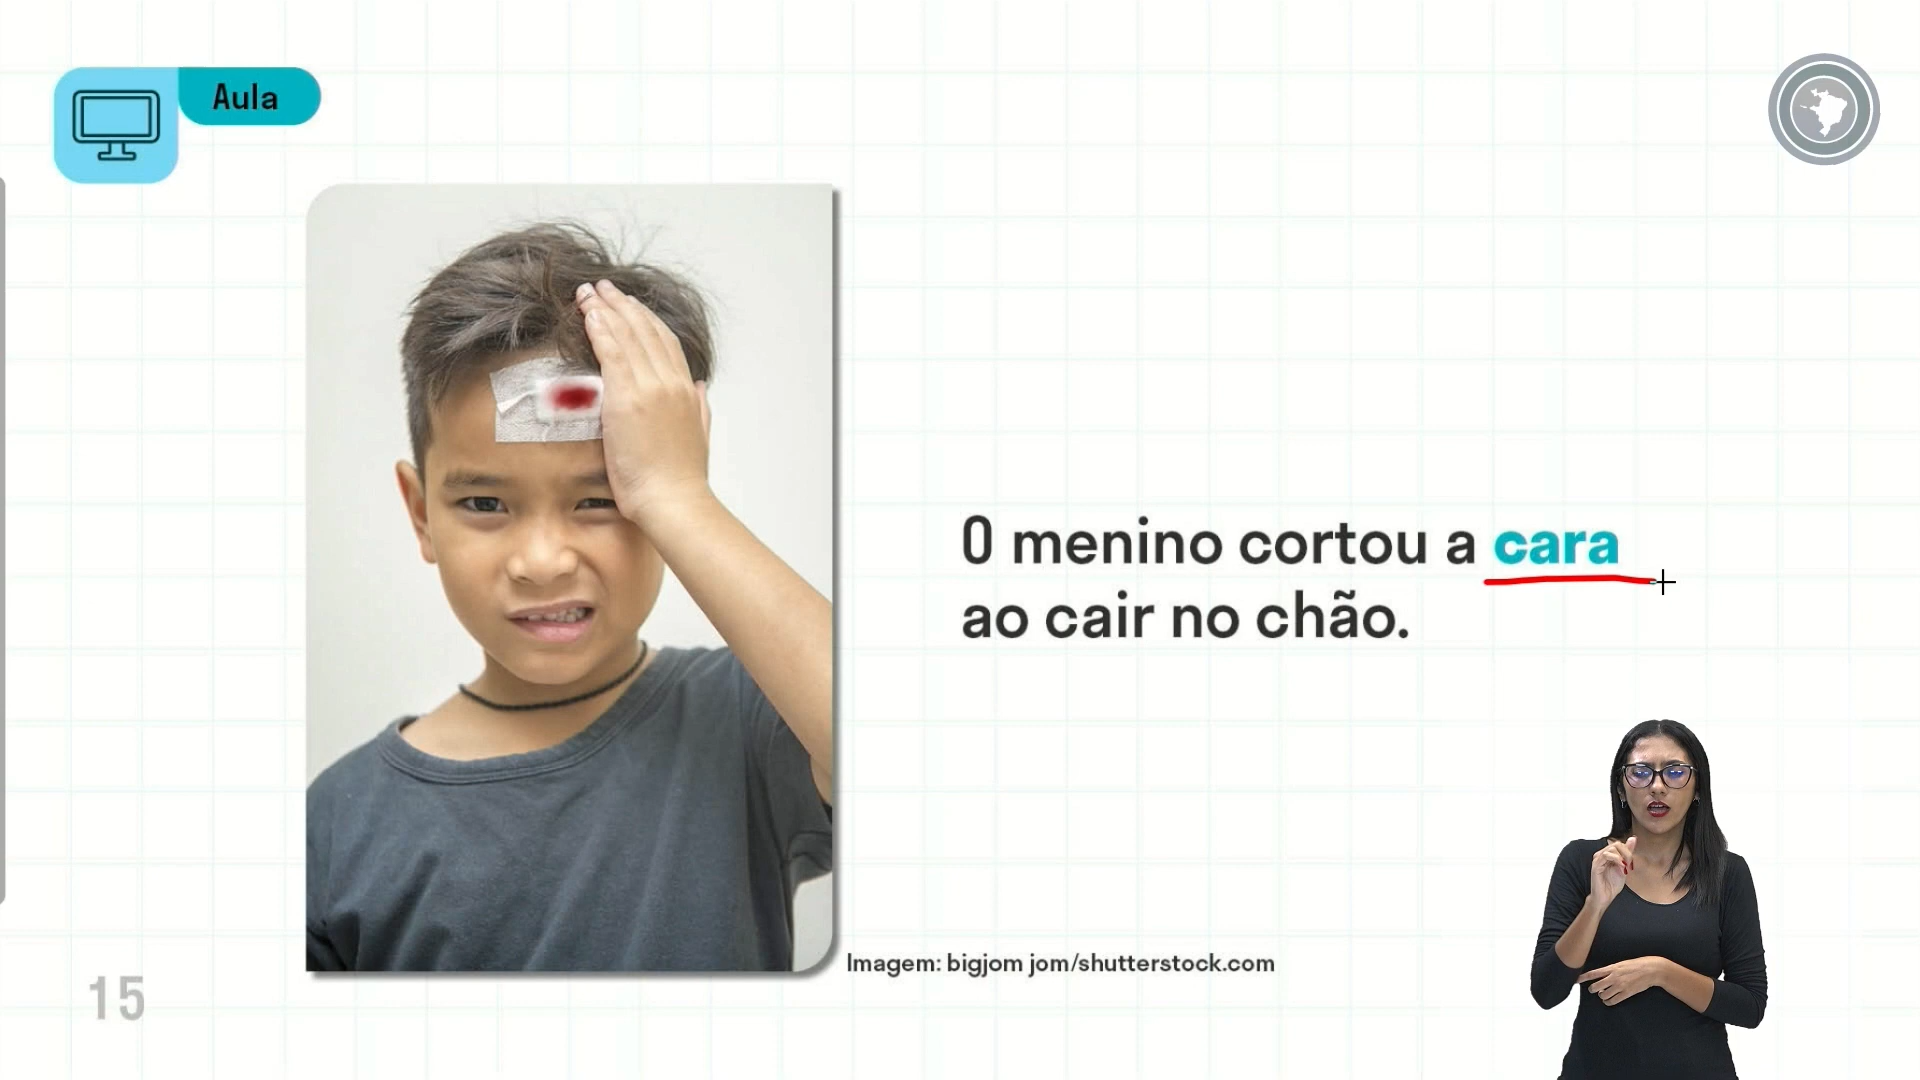 Aula
O menino cortou a cara
ao cair no chão.
Imagem: bigjom jom/shutterstock.com
15